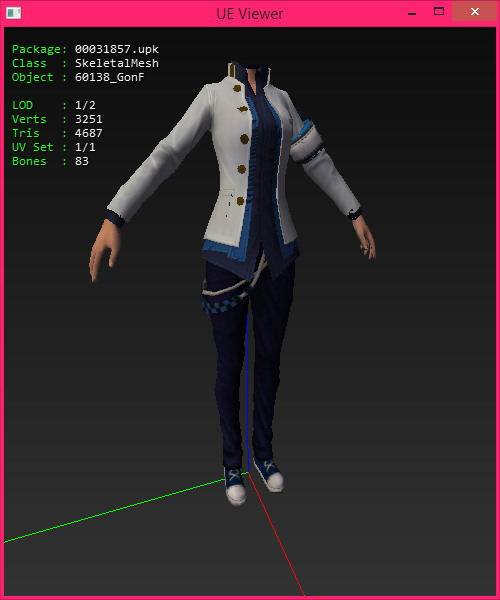 UE Viewer
Package: 00031857.upk
Class : SkeletalMesh
Object : 60138_GonF
LOD : 1/2
Verts : 3251
Tris : 4687
UV Set : 1/1
Bones : 83